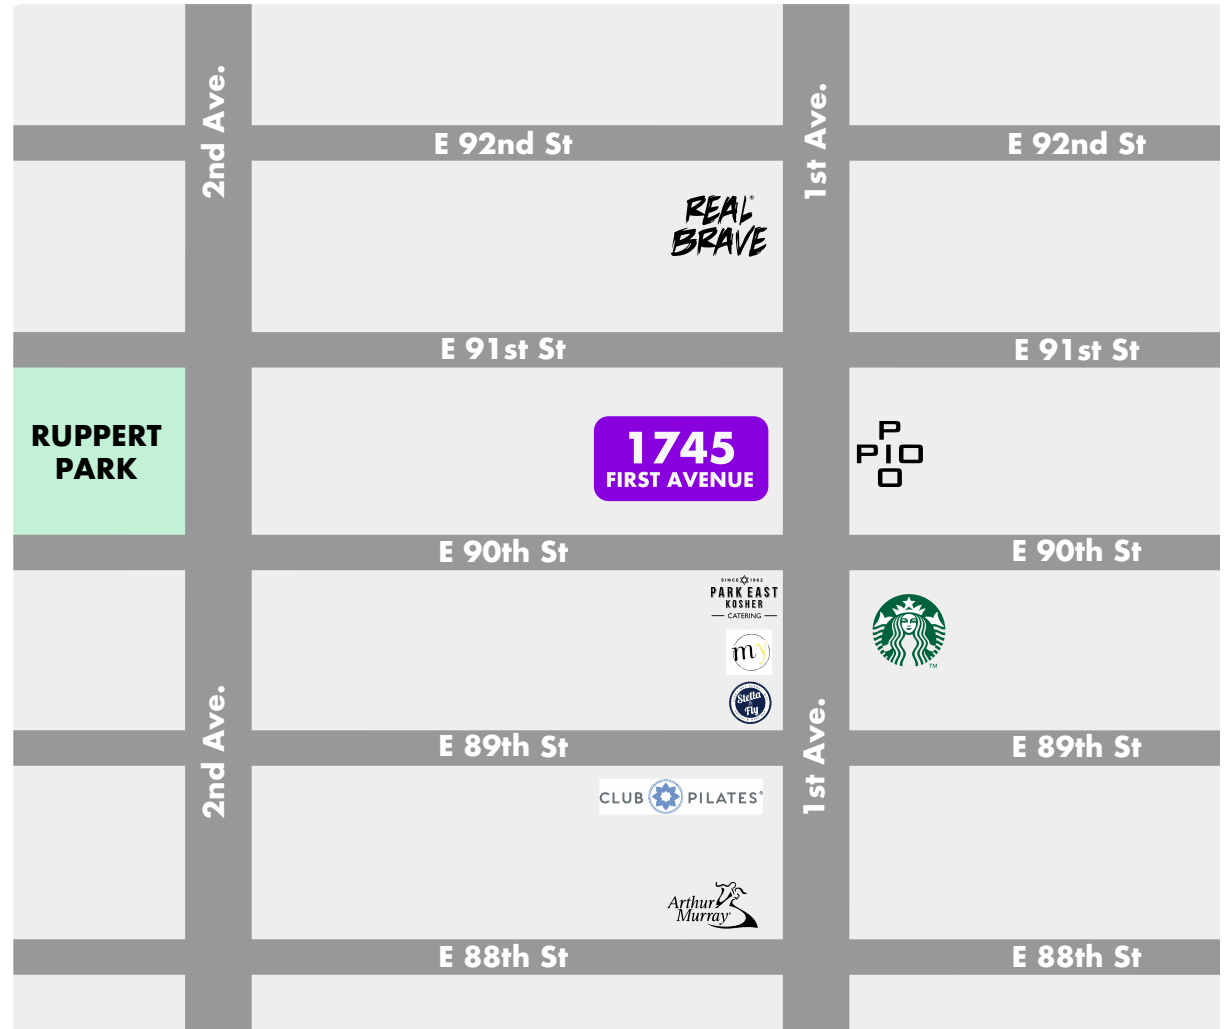 2nd Ave.
1st Ave.
E 92nd St
E 92nd St
REAL®
BRAVE
E 91st St
E 91st St
RUPPERT
PARK
1745
FIRST AVENUE
P
PIO
O
E 90th St
E 90th St
SINCE 1962
PARK EAST
KOSHER
CATERING
my
Stella
Fly
TM
2nd Ave.
1st Ave.
E 89th St
E 89th St
CLUB PILATES®
Arthur
Murray
E 88th St
E 88th St